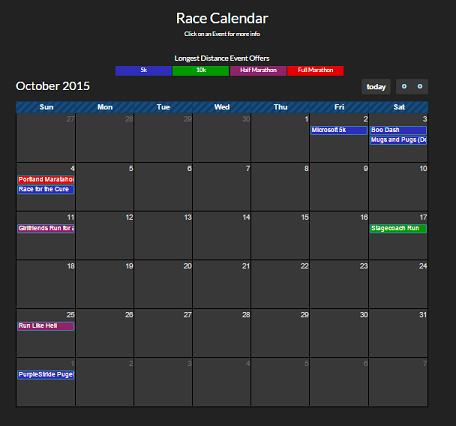 Race Calendar
Click on an Event for more info
Longest Distance Event Offers
5k 10k Half Marathon Full Marathon
October 2015 today
Sun Mon Tue Wed Thu Fri Sat
27 28 29 30 1 2 3
Microsoft 5k Boo Dash
Mugs and Pugs (De
4 5 6 7 8 9 10
Portland Maratahon
Race for the Cure
11 12 13 14 15 16 17
Girlfriends Run for a Stagecoach Run
18 19 20 21 22 23 24
25 26 27 28 29 30 31
Run Like Hell
1 2 3 4 5 6 7
PurpleStride Puget